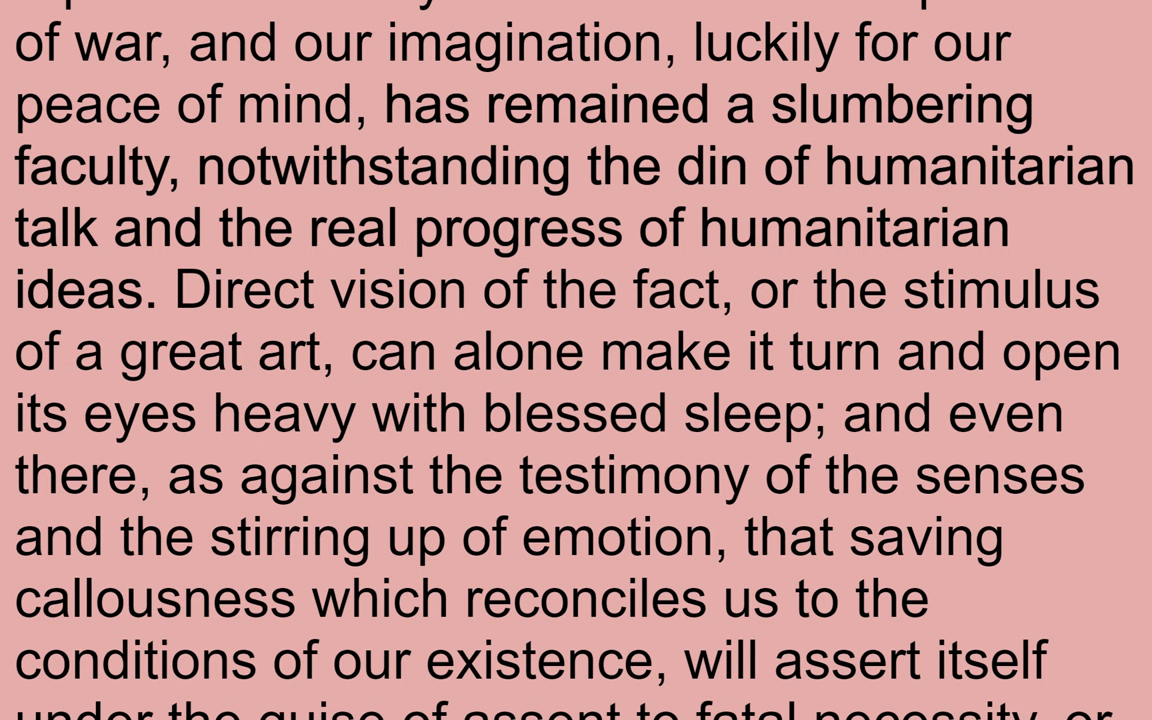 of war, and our imagination, luckily for our
peace of mind, has remained a slumbering
faculty, notwithstanding the din of humanitarian
talk and the real progress of humanitarian
ideas. Direct vision of the fact, or the stimulus
of a great art, can alone make it turn and open
its eyes heavy with blessed sleep; and even
there, as against the testimony of the senses
and the stirring up of emotion, that saving
callousness which reconciles us to the
conditions of our existence, will assert itself
under the guise of assent to fatal necessity, or